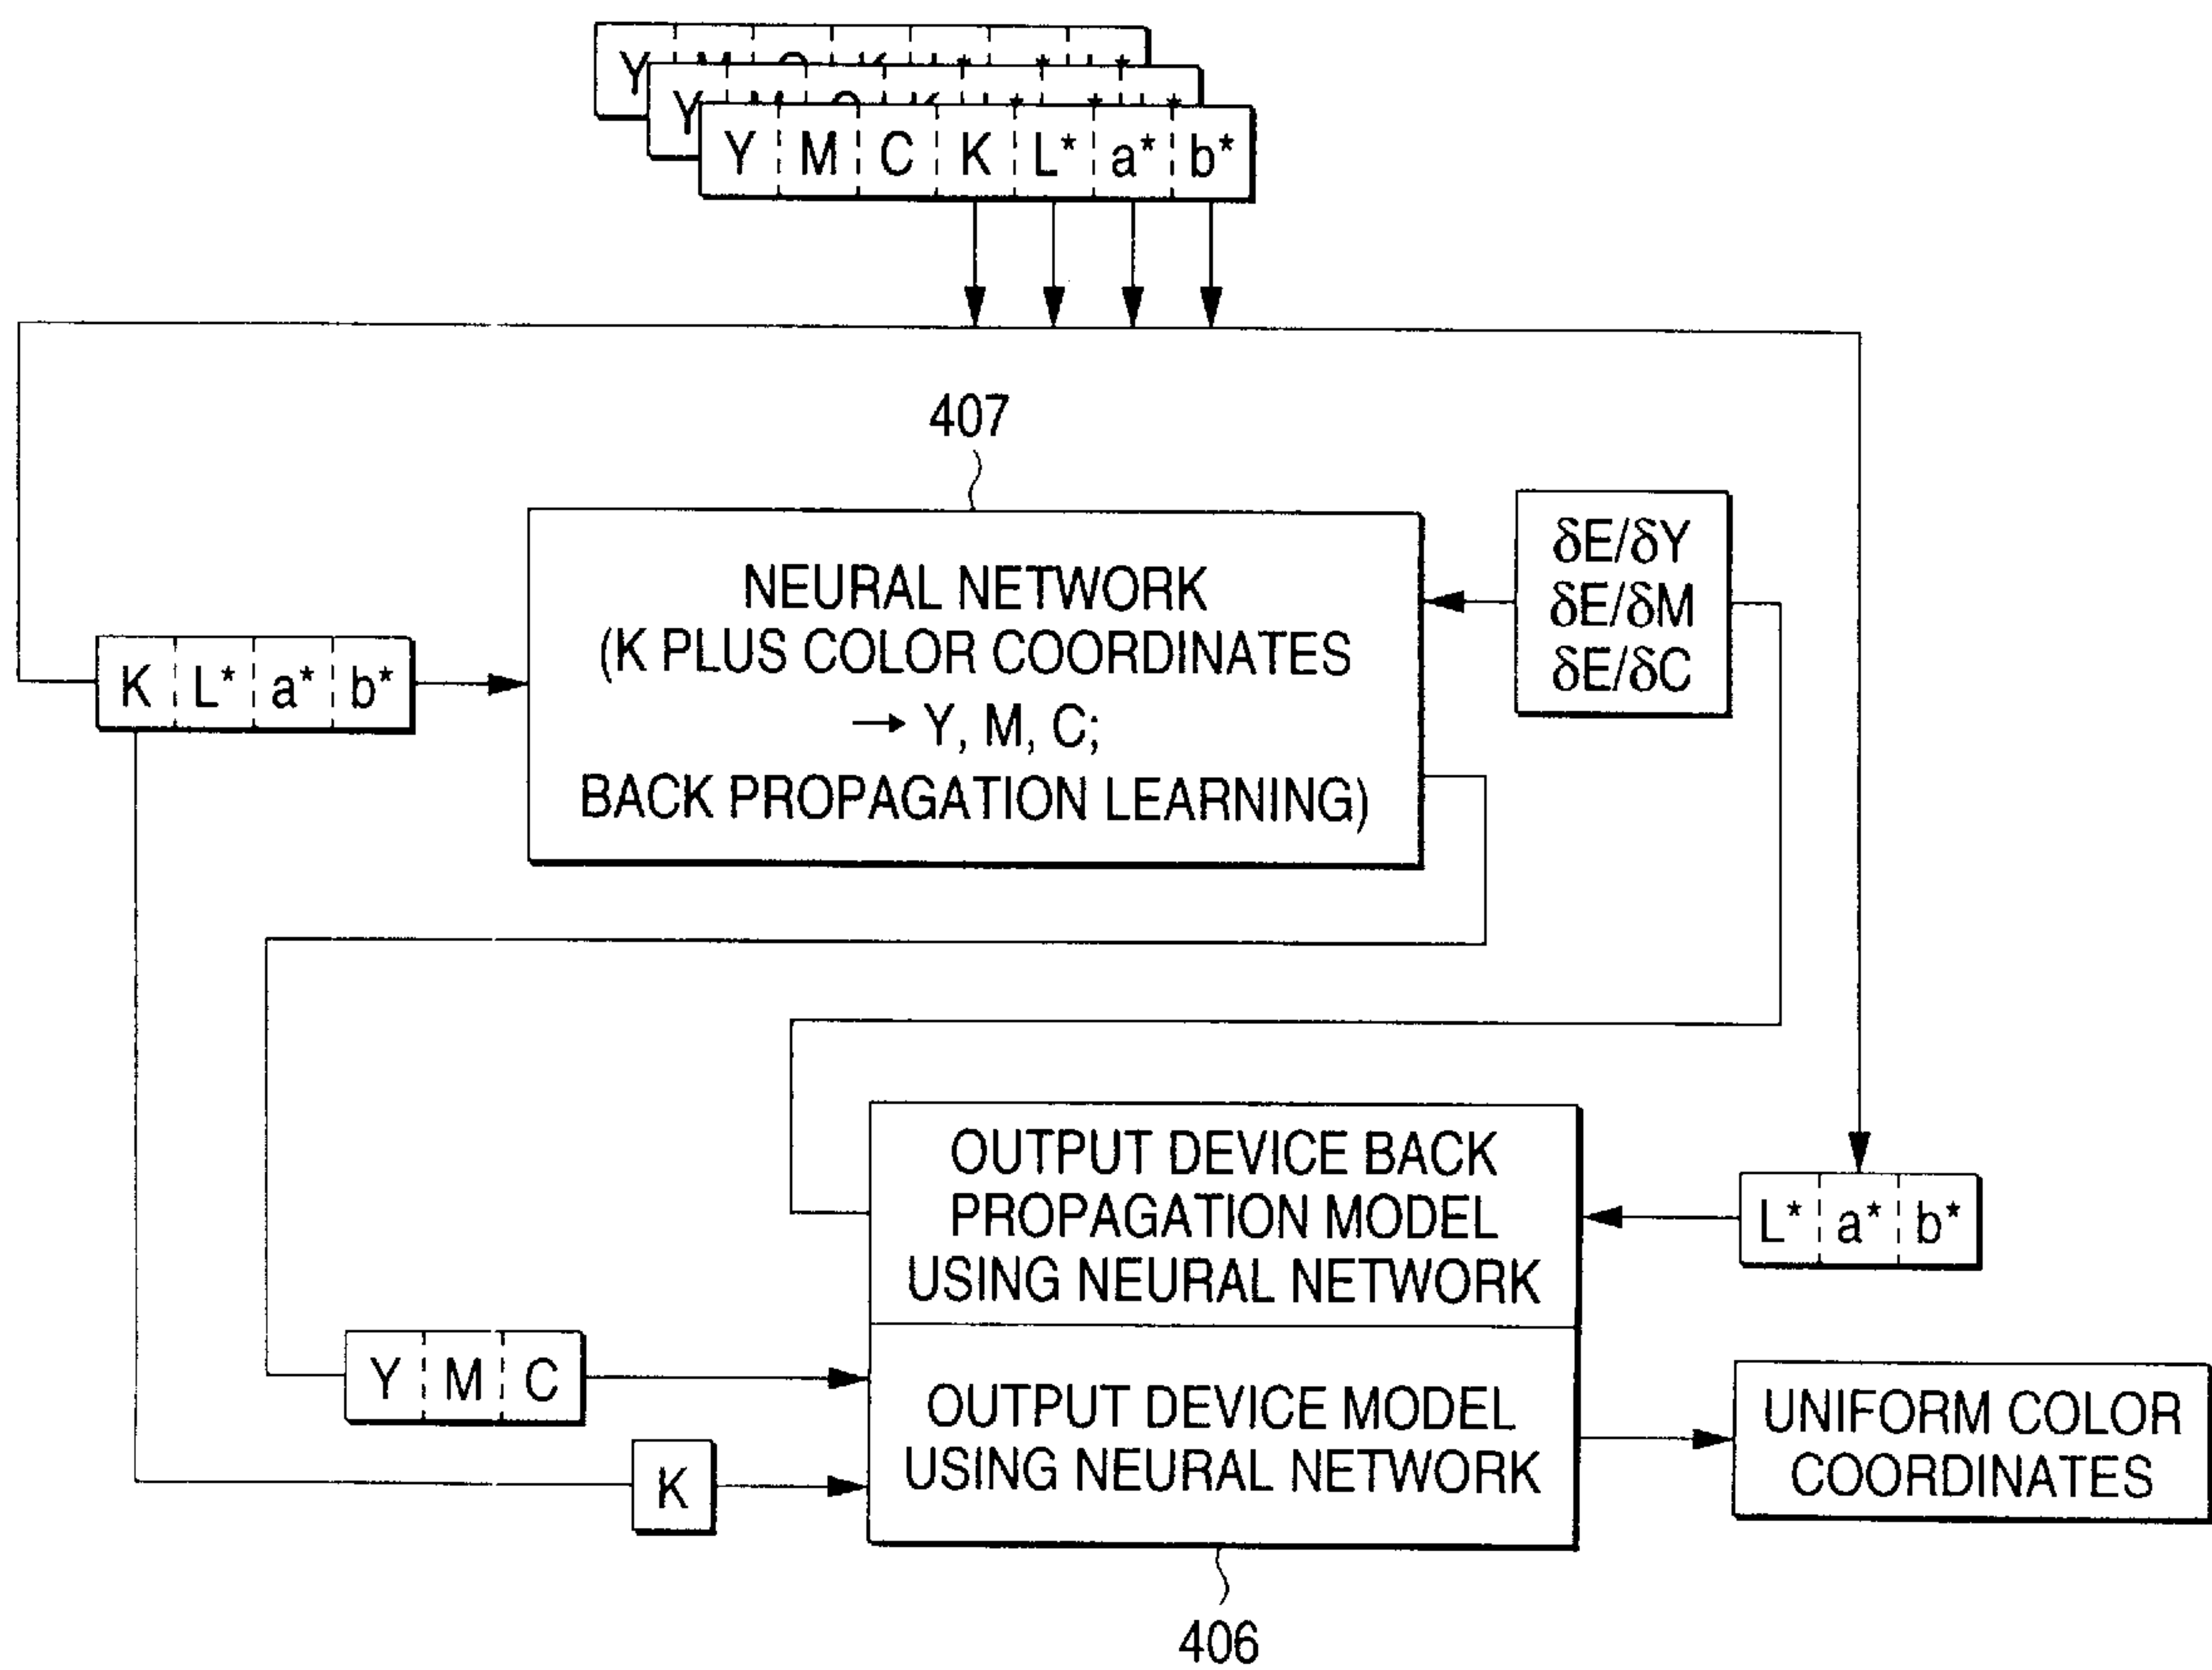 Y M C K L* a* b*
407
NEURAL NETWORK
(K PLUS COLOR COORDINATES
→ Y, M, C;
BACK PROPAGATION LEARNING)
δE/δY
δE/δM
δE/δC
K L* a* b*
OUTPUT DEVICE BACK
PROPAGATION MODEL
USING NEURAL NETWORK
L* a* b*
Y M C
OUTPUT DEVICE MODEL
USING NEURAL NETWORK
K
UNIFORM COLOR
COORDINATES
406